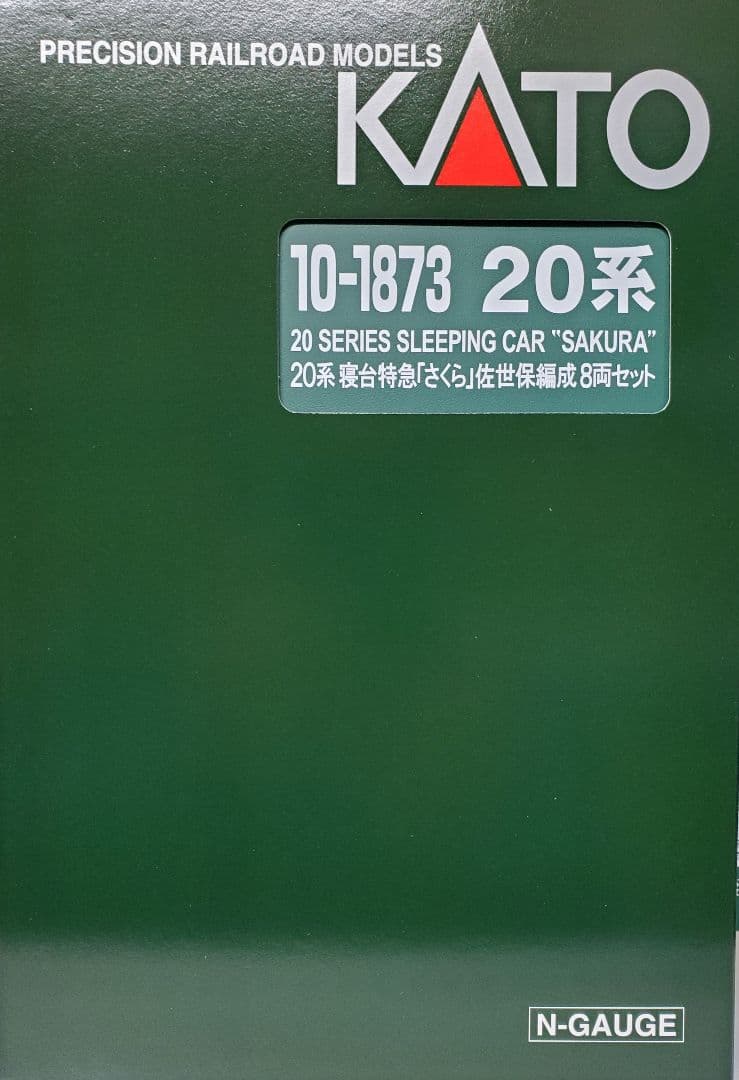 PRECISION RAILROAD MODELS
KATO
10-1873 20系
20 SERIES SLEEPING CAR "SAKURA"
20系 寝台特急「さくら」佐世保編成 8両セット
N-GAUGE